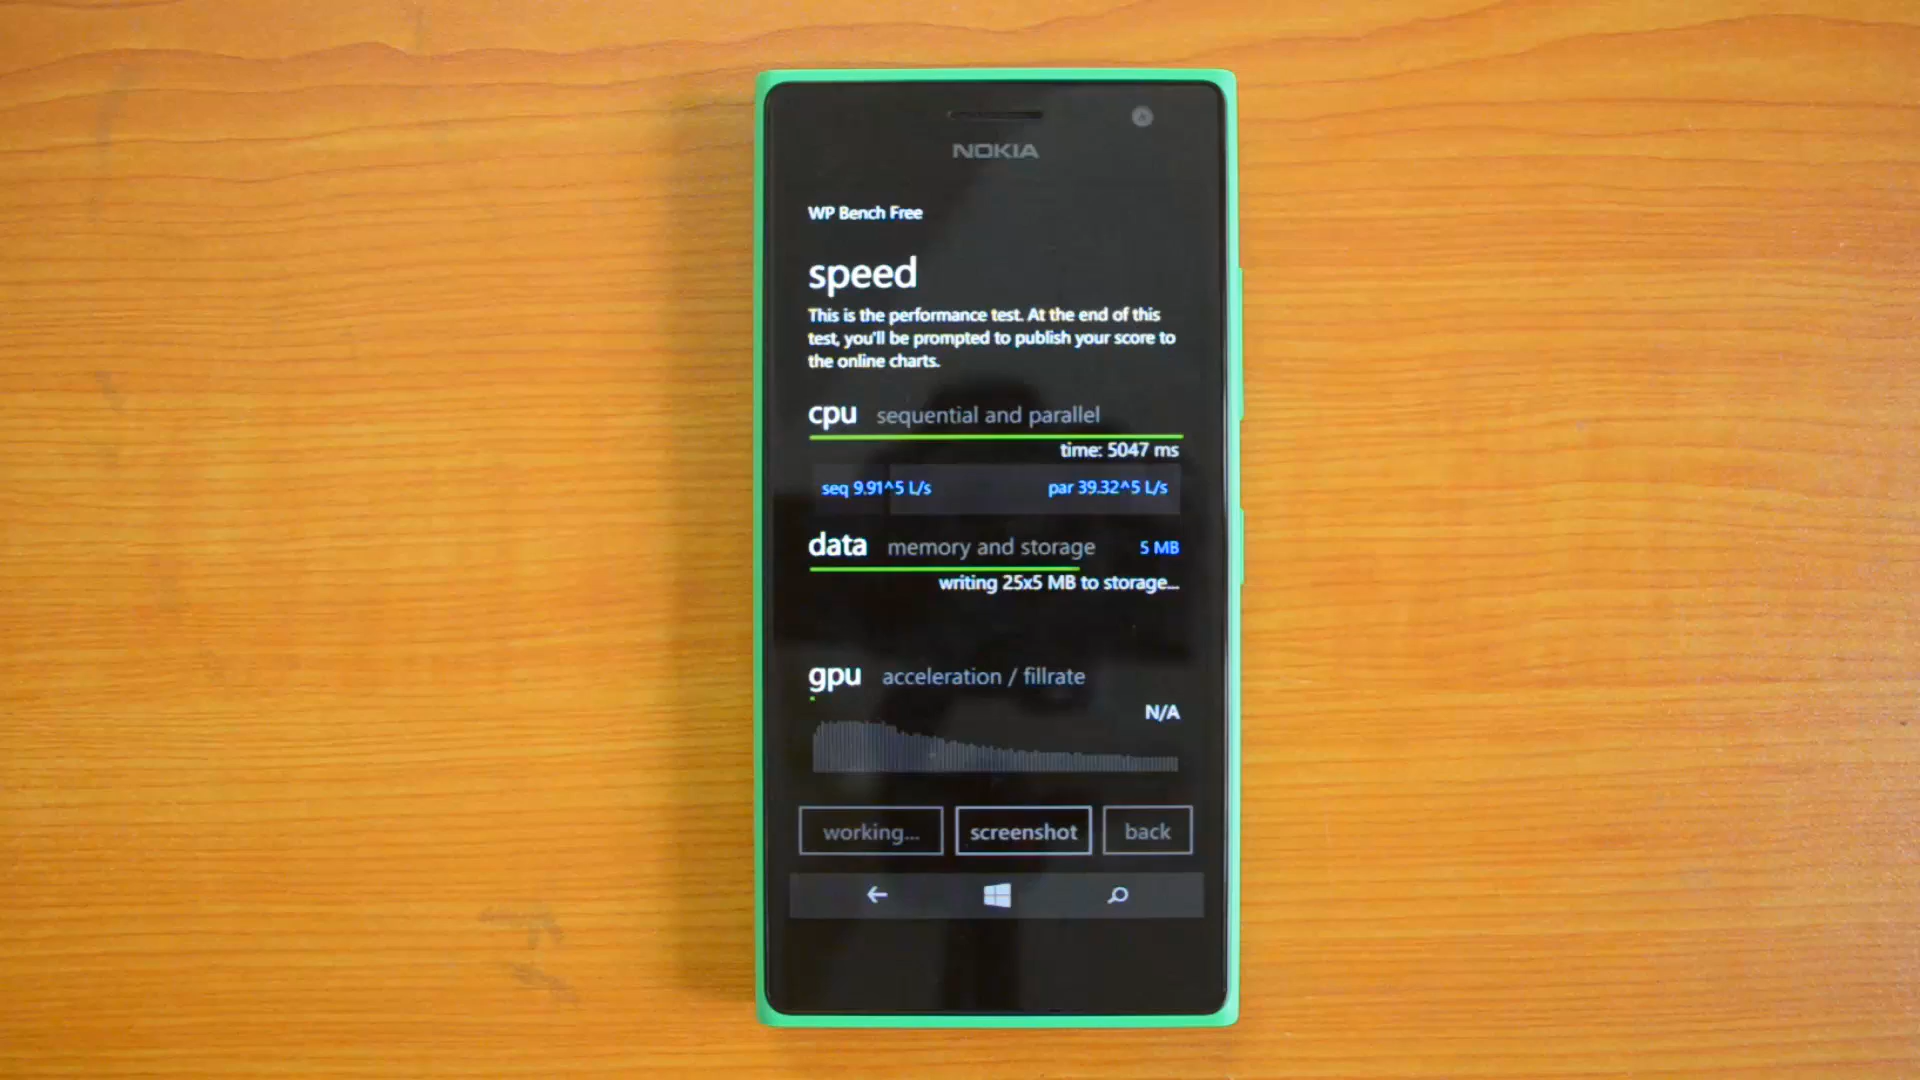 NOKIA
WP Bench Free
speed
This is the performance test. At the end of this
test, you'll be prompted to publish your score to
the online charts.
cpu sequential and parallel
time: 5047 ms
seq 9.91^5 L/s par 39.32^5 L/s
data memory and storage 5 MB
writing 25x5 MB to storage...
gpu acceleration / fillrate
N/A
working... screenshot back